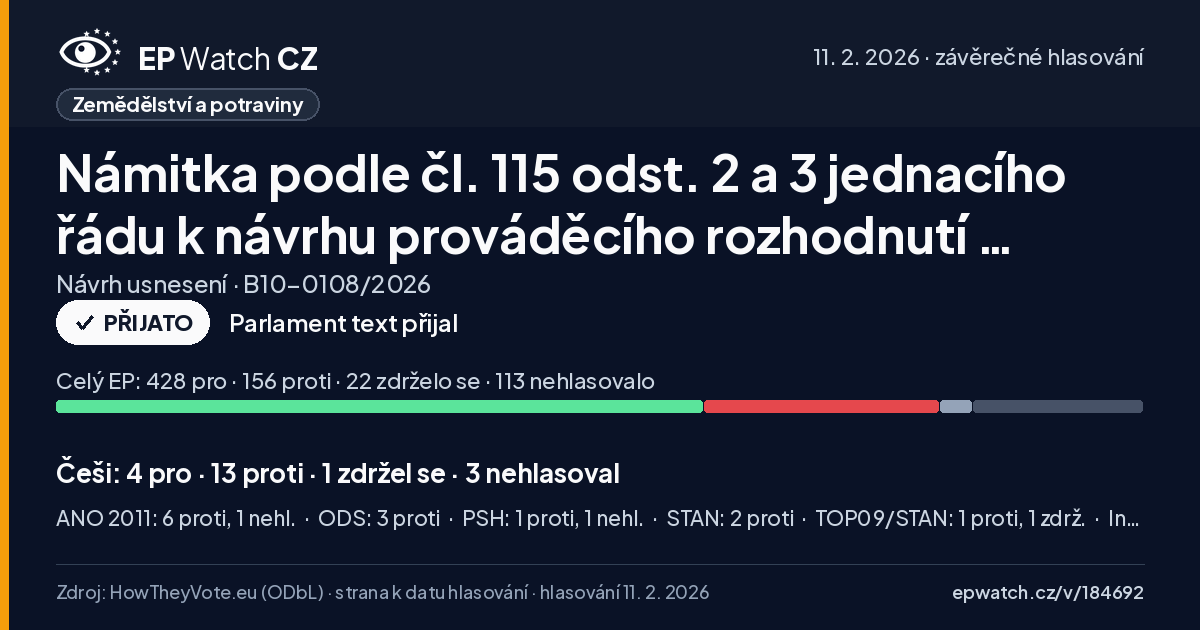 EP Watch CZ
11. 2. 2026 · závěrečné hlasování
Zemědělství a potraviny
Námitka podle čl. 115 odst. 2 a 3 jednacího
řádu k návrhu prováděcího rozhodnutí …
Návrh usnesení · B10–0108/2026
✓ PŘIJATO Parlament text přijal
Celý EP: 428 pro · 156 proti · 22 zdrželo se · 113 nehlasovalo
Češi: 4 pro · 13 proti · 1 zdržel se · 3 nehlasoval
ANO 2011: 6 proti, 1 nehl. · ODS: 3 proti · PSH: 1 proti, 1 nehl. · STAN: 2 proti · TOP09/STAN: 1 proti, 1 zdrž. · In…
Zdroj: HowTheyVote.eu (ODbL) · strana k datu hlasování · hlasování 11. 2. 2026
epwatch.cz/v/184692